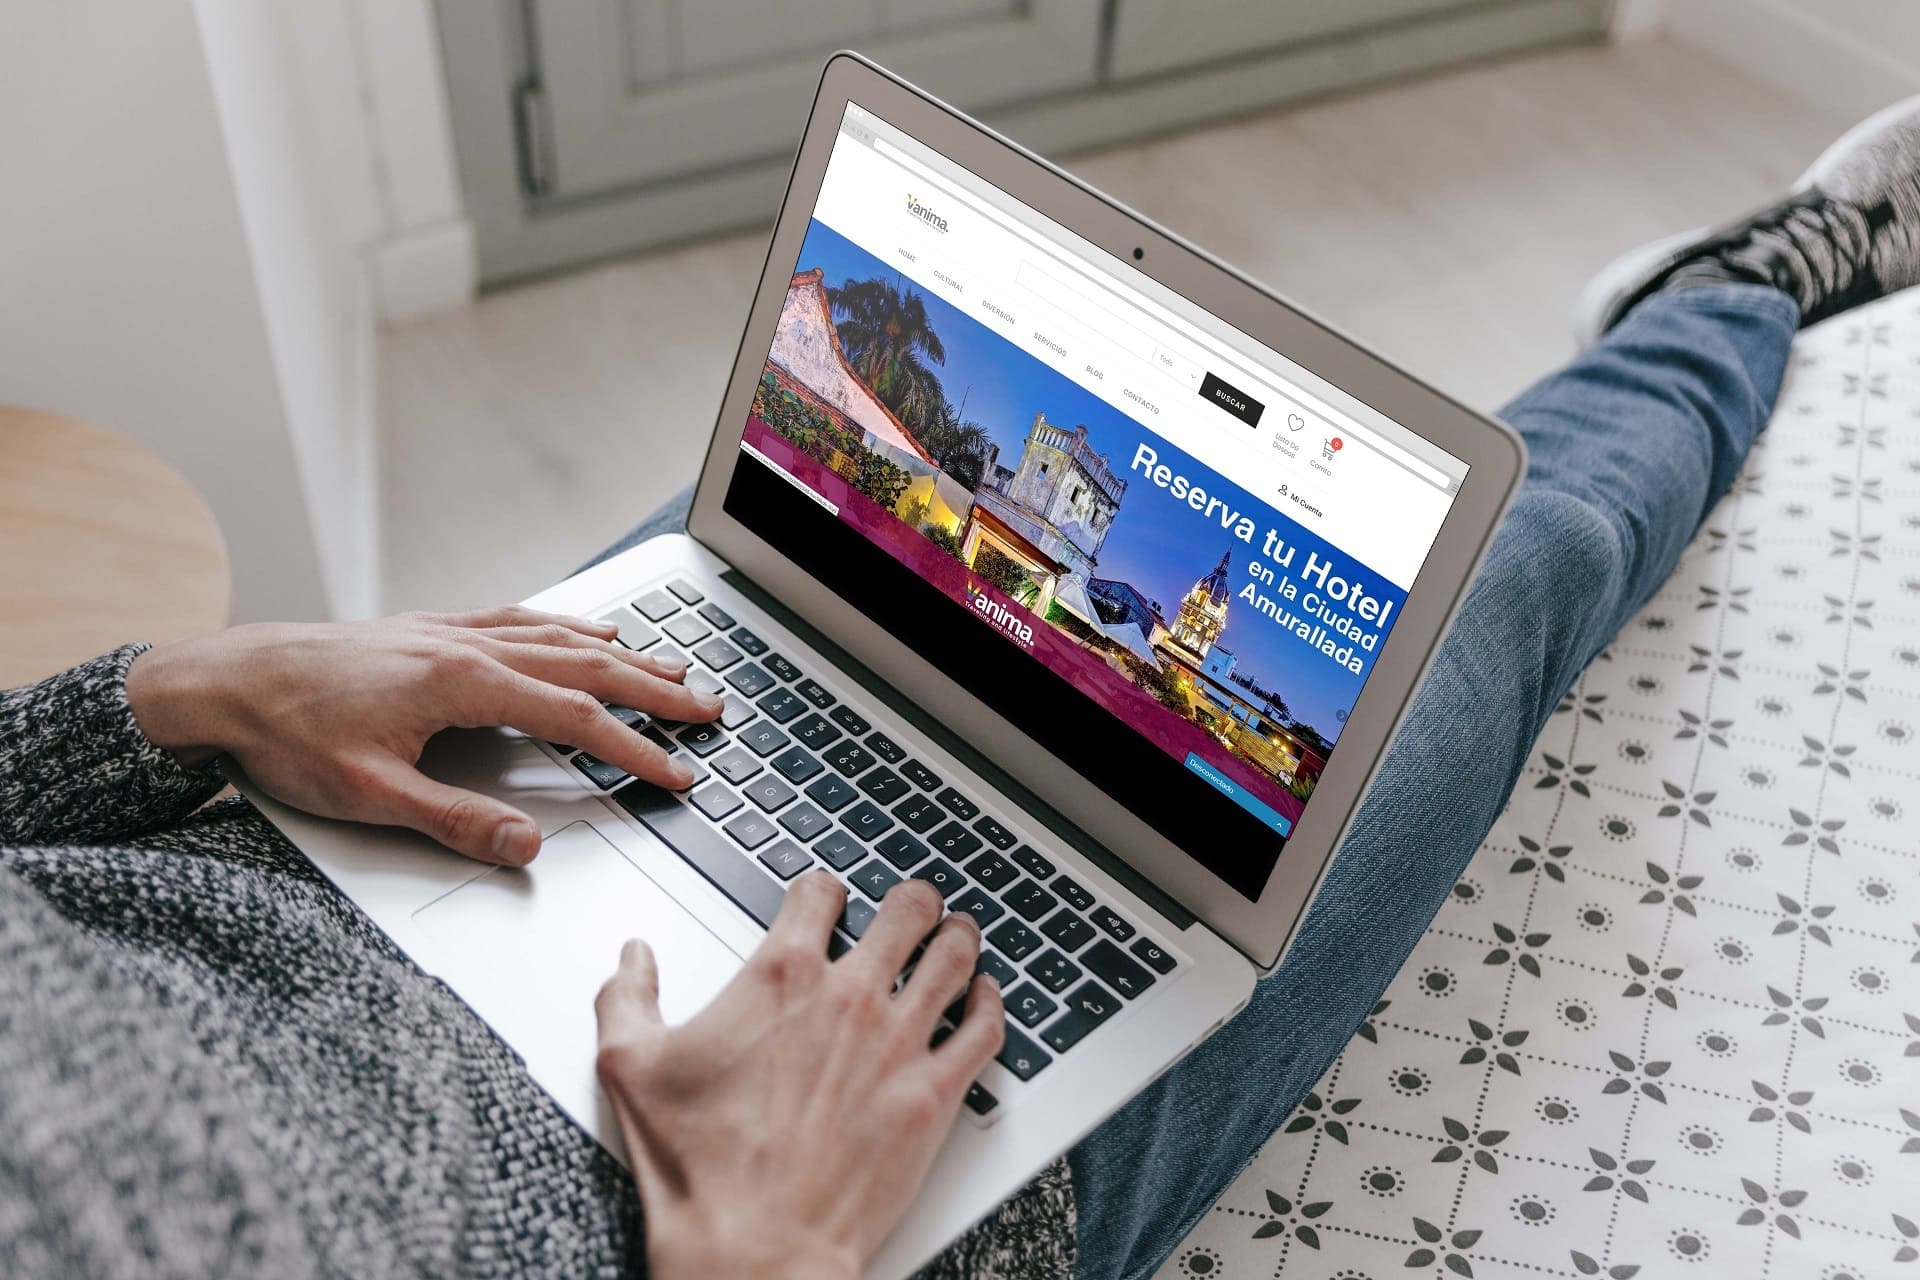 Vanima.
HOME
CULTURAL
DIVERSIÓN
SERVICIOS
BLOG
CONTACTO
Todo
BUSCAR
Lista De
Deseos
0
Carrito
Mi Cuenta
Reserva tu Hotel
en la Ciudad
Amurallada
Vanima.
Traveling and Lifestyle
Desconectado
cmd
D
F
R
V
G
T
B
H
Y
N
J
U
K
I
O
P